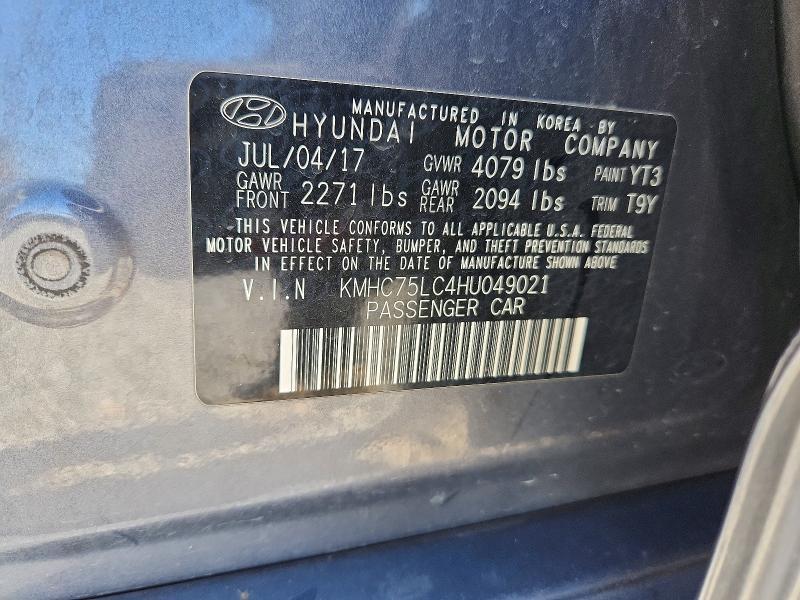 MANUFACTURED IN KOREA BY
HYUNDAI MOTOR COMPANY
JUL/04/17 GVWR 4079 lbs PAINT YT3
GAWR FRONT 2271 lbs GAWR REAR 2094 lbs TRIM T9Y
THIS VEHICLE CONFORMS TO ALL APPLICABLE U.S.A. FEDERAL
MOTOR VEHICLE SAFETY, BUMPER, AND THEFT PREVENTION STANDARDS
IN EFFECT ON THE DATE OF MANUFACTURE SHOWN ABOVE
V.I.N KMHC75LC4HU049021
PASSENGER CAR